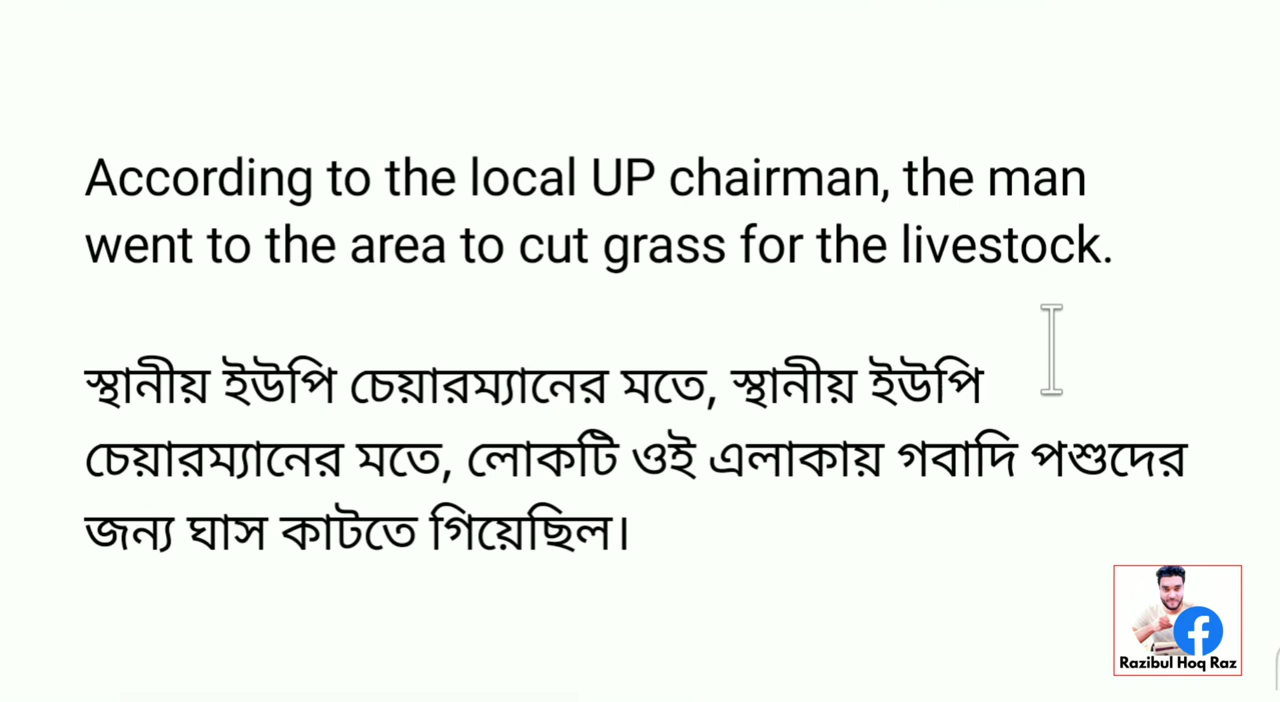 According to the local UP chairman, the man
went to the area to cut grass for the livestock.
স্থানীয় ইউপি চেয়ারম্যানের মতে, স্থানীয় ইউপি
চেয়ারম্যানের মতে, লোকটি ওই এলাকায় গবাদি পশুদের
জন্য ঘাস কাটতে গিয়েছিল।
Razibul Hoq Raz